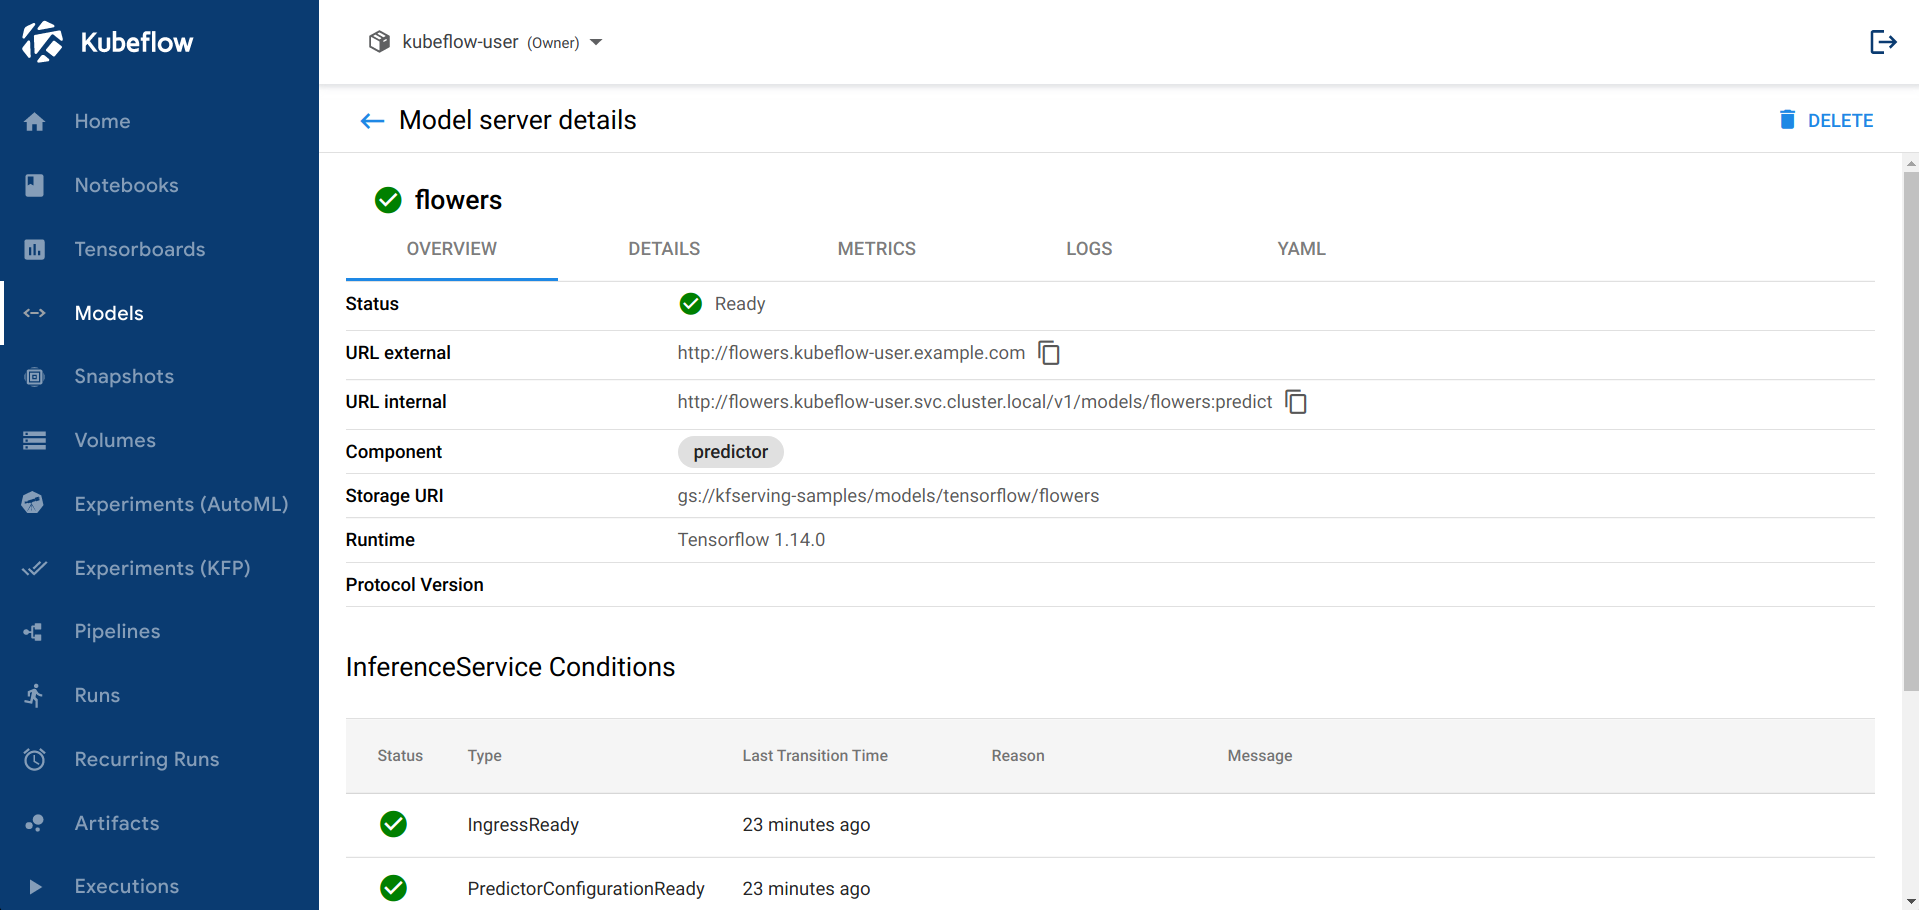 Kubeflow
kubeflow-user (Owner)
Home
Notebooks
Tensorboards
Models
Snapshots
Volumes
Experiments (AutoML)
Experiments (KFP)
Pipelines
Runs
Recurring Runs
Artifacts
Executions
Model server details
DELETE
flowers
OVERVIEW DETAILS METRICS LOGS YAML
Status Ready
URL external http://flowers.kubeflow-user.example.com
URL internal http://flowers.kubeflow-user.svc.cluster.local/v1/models/flowers:predict
Component predictor
Storage URI gs://kfserving-samples/models/tensorflow/flowers
Runtime Tensorflow 1.14.0
Protocol Version
InferenceService Conditions
Status Type Last Transition Time Reason Message
IngressReady 23 minutes ago
PredictorConfigurationReady 23 minutes ago